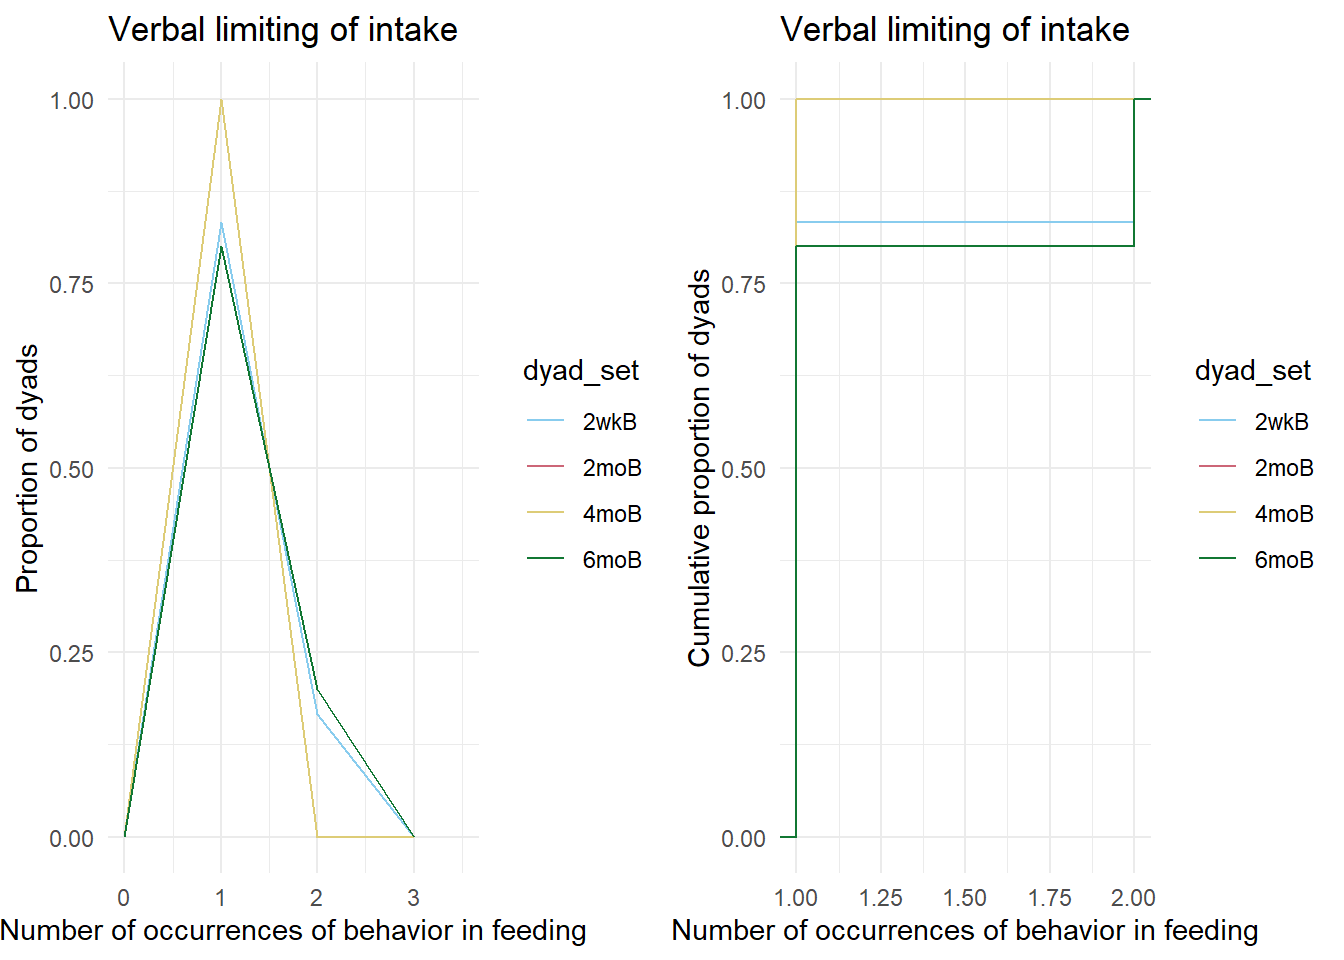 Verbal limiting of intake
Proportion of dyads
1.00
0.75
0.50
0.25
0.00
0 1 2 3
Number of occurrences of behavior in feeding
dyad_set
2wkB
2moB
4moB
6moB
Verbal limiting of intake
Cumulative proportion of dyads
1.00
0.75
0.50
0.25
0.00
1.00 1.25 1.50 1.75 2.00
Number of occurrences of behavior in feeding
dyad_set
2wkB
2moB
4moB
6moB